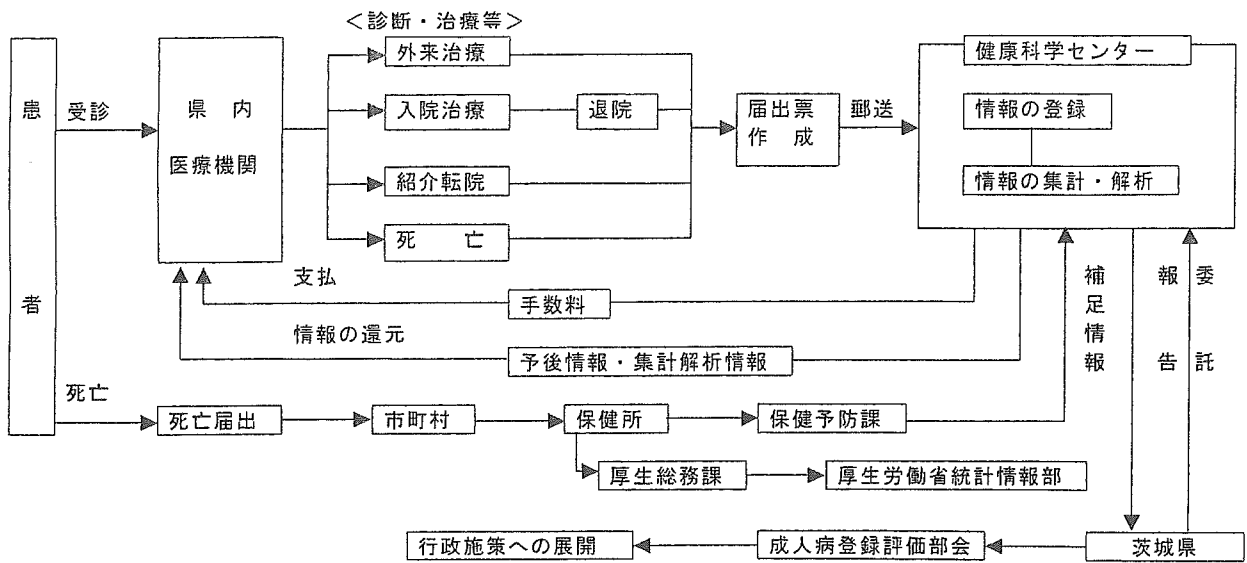 ＜診断・治療等＞
患者
受診
県内
医療機関
外来治療
入院治療
退院
紹介転院
死亡
届出票
作成
郵送
健康科学センター
情報の登録
情報の集計・解析
支払
手数料
情報の還元
予後情報・集計解析情報
補足情報
報告
委託
死亡
死亡届出
市町村
保健所
保健予防課
厚生総務課
厚生労働省統計情報部
行政施策への展開
成人病登録評価部会
茨城県